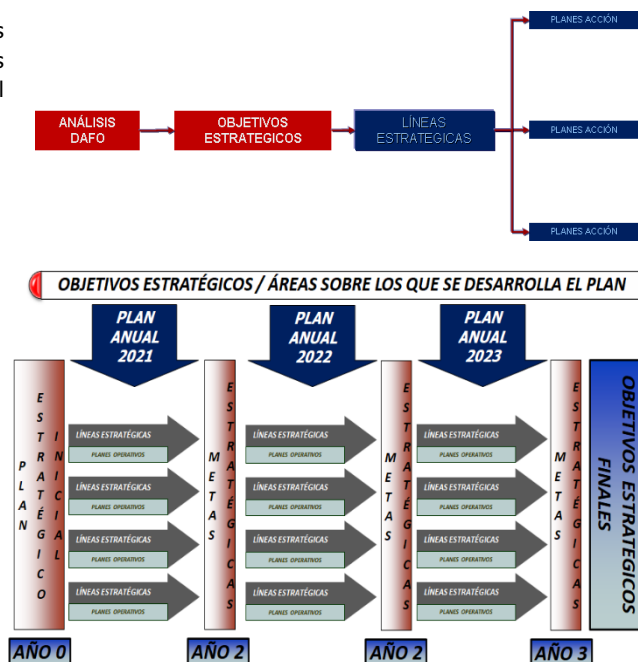 s
s
l
PLANES ACCIÓN
ANÁLISIS
DAFO
OBJETIVOS
ESTRATEGICOS
LÍNEAS
ESTRATEGICAS
PLANES ACCIÓN
PLANES ACCIÓN
OBJETIVOS ESTRATÉGICOS / ÁREAS SOBRE LOS QUE SE DESARROLLA EL PLAN
PLAN
ANUAL
2021
PLAN
ANUAL
2022
PLAN
ANUAL
2023
PLAN
ESTRATÉGICO
INICIAL
LÍNEAS ESTRATÉGICAS
PLANES OPERATIVOS
LÍNEAS ESTRATÉGICAS
PLANES OPERATIVOS
LÍNEAS ESTRATÉGICAS
PLANES OPERATIVOS
LÍNEAS ESTRATÉGICAS
PLANES OPERATIVOS
METAS
ESTRATÉGICAS
LÍNEAS ESTRATÉGICAS
PLANES OPERATIVOS
LÍNEAS ESTRATÉGICAS
PLANES OPERATIVOS
LÍNEAS ESTRATÉGICAS
PLANES OPERATIVOS
LÍNEAS ESTRATÉGICAS
PLANES OPERATIVOS
METAS
ESTRATÉGICAS
LÍNEAS ESTRATÉGICAS
PLANES OPERATIVOS
LÍNEAS ESTRATÉGICAS
PLANES OPERATIVOS
LÍNEAS ESTRATÉGICAS
PLANES OPERATIVOS
LÍNEAS ESTRATÉGICAS
PLANES OPERATIVOS
METAS
ESTRATÉGICAS
OBJETIVOS ESTRATEGICOS
FINALES
AÑO 0
AÑO 2
AÑO 2
AÑO 3